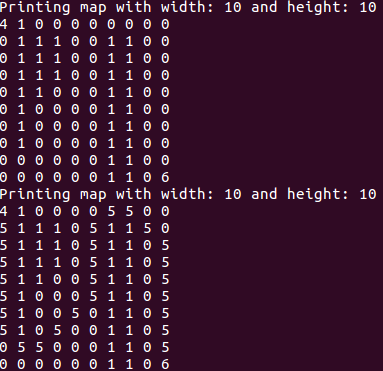 Printing map with width: 10 and height: 10
4 1 0 0 0 0 0 0 0 0
0 1 1 1 0 0 1 1 0 0
0 1 1 1 0 0 1 1 0 0
0 1 1 1 0 0 1 1 0 0
0 1 1 0 0 0 1 1 0 0
0 1 0 0 0 0 1 1 0 0
0 1 0 0 0 0 1 1 0 0
0 1 0 0 0 0 1 1 0 0
0 0 0 0 0 0 1 1 0 0
0 0 0 0 0 0 1 1 0 6
Printing map with width: 10 and height: 10
4 1 0 0 0 0 5 5 0 0
5 1 1 1 0 5 1 1 5 0
5 1 1 1 0 5 1 1 0 5
5 1 1 1 0 5 1 1 0 5
5 1 1 0 0 5 1 1 0 5
5 1 0 0 0 5 1 1 0 5
5 1 0 0 5 0 1 1 0 5
5 1 0 5 0 0 1 1 0 5
0 5 5 0 0 0 1 1 0 5
0 0 0 0 0 0 1 1 0 6